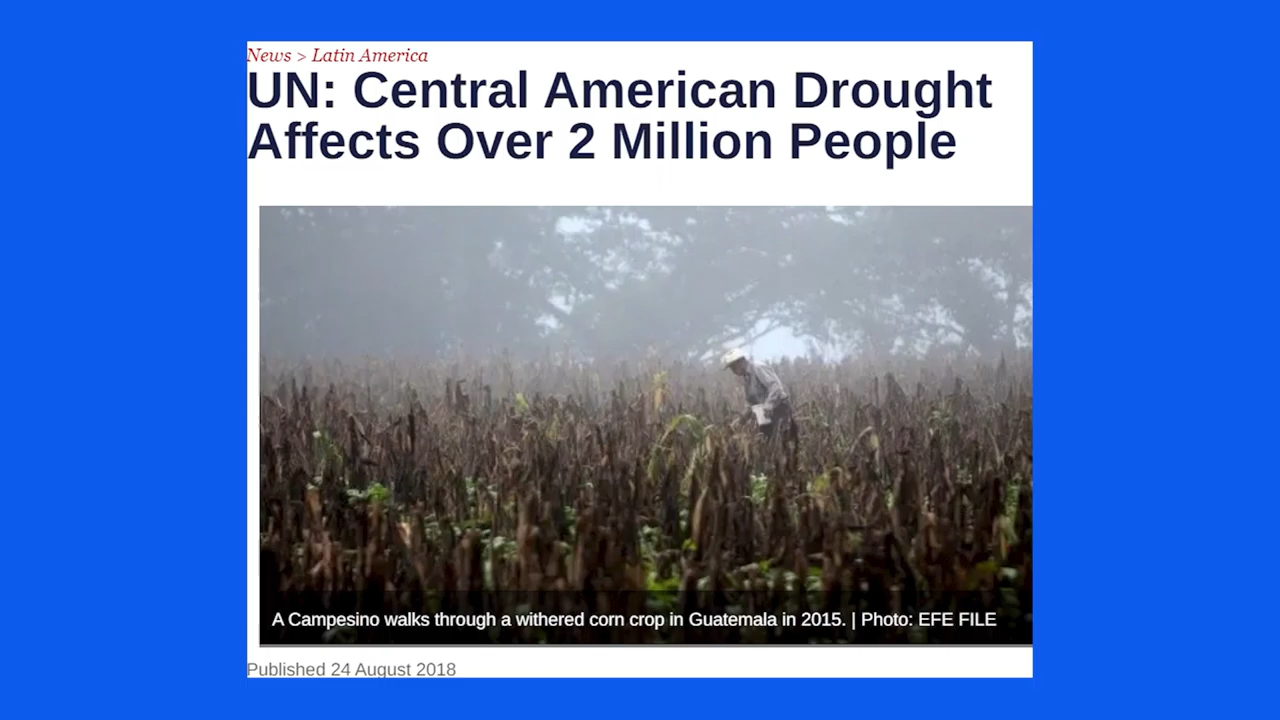 News > Latin America
UN: Central American Drought
Affects Over 2 Million People
A Campesino walks through a withered corn crop in Guatemala in 2015. | Photo: EFE FILE
Published 24 August 2018